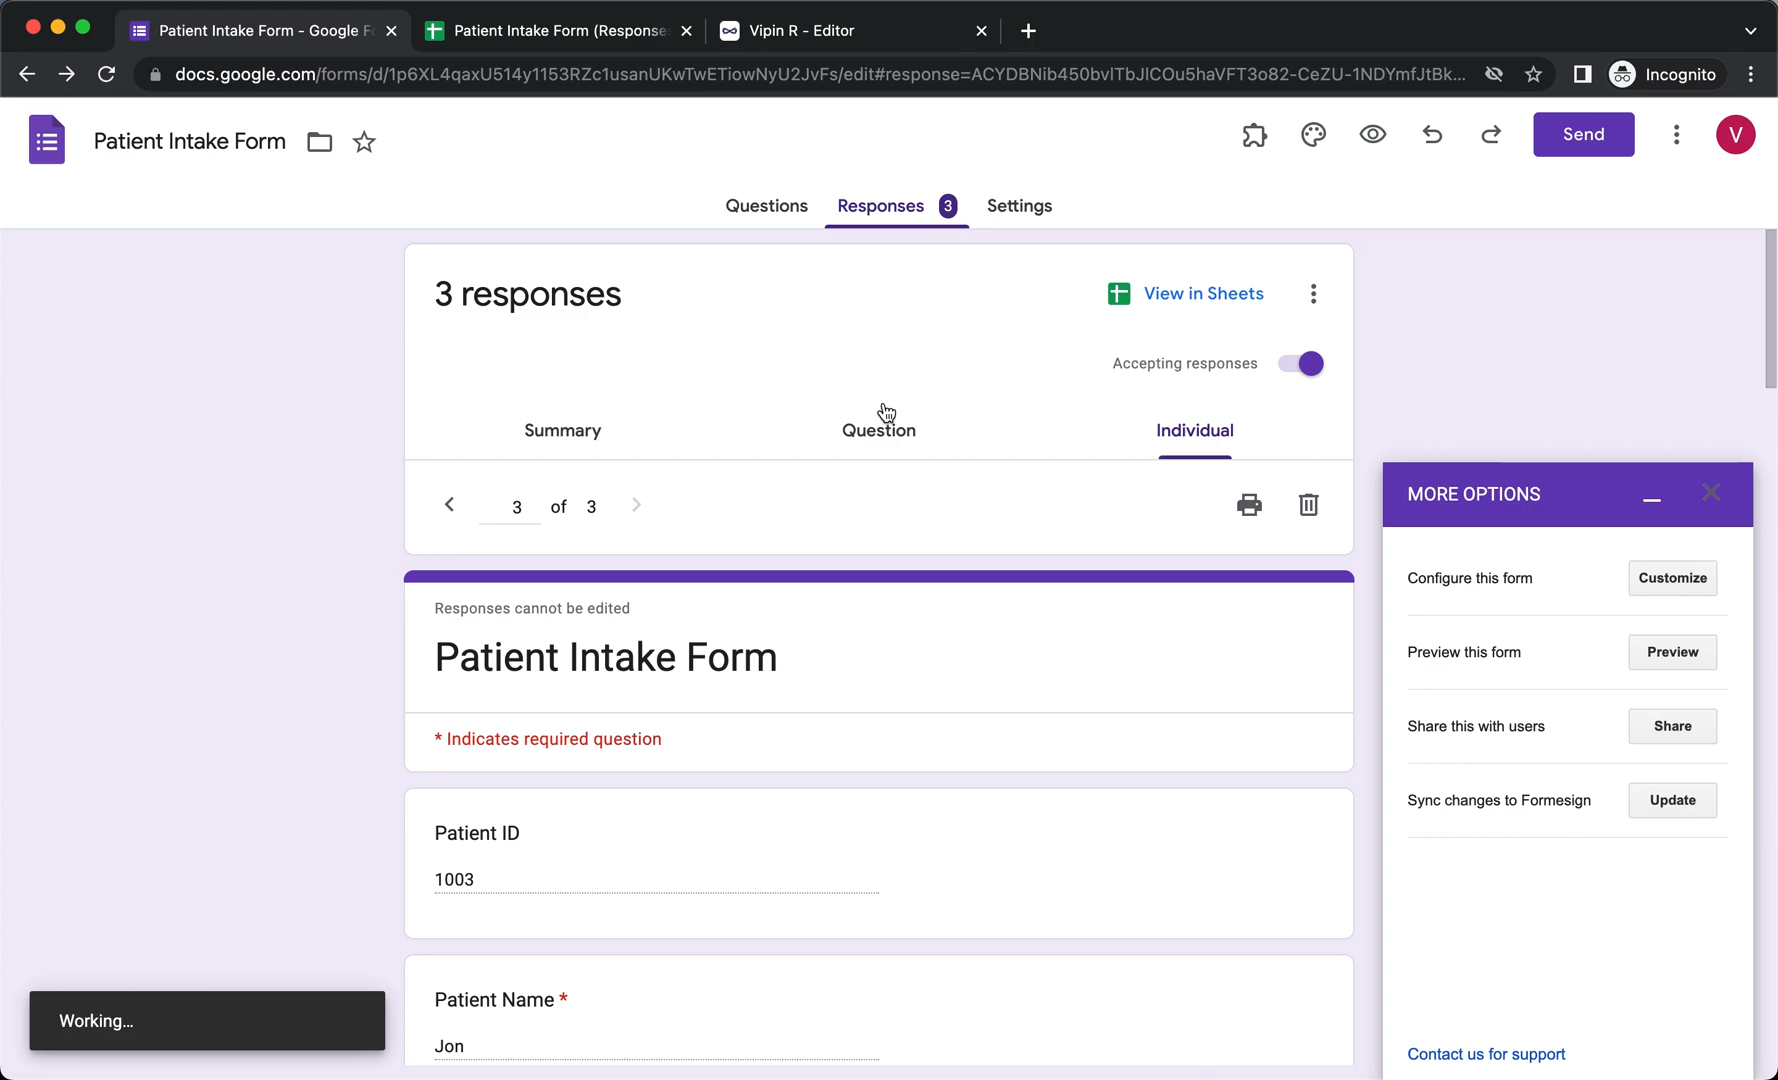 Patient Intake Form - Google Fo
Patient Intake Form (Response
Vipin R - Editor
docs.google.com/forms/d/1p6XL4qaxU514y1153RZc1usanUKwTwETiowNyU2JvFs/edit#response=ACYDBNib450bvlTbJlCOu5haVFT3o82-CeZU-1NDYmfJtBk...
Incognito
Patient Intake Form
Send
V
Questions
Responses 3
Settings
3 responses
View in Sheets
Accepting responses
Summary
Question
Individual
3 of 3
Responses cannot be edited
Patient Intake Form
* Indicates required question
Patient ID
1003
Patient Name *
Jon
MORE OPTIONS
Configure this form
Customize
Preview this form
Preview
Share this with users
Share
Sync changes to Formesign
Update
Contact us for support
Working...